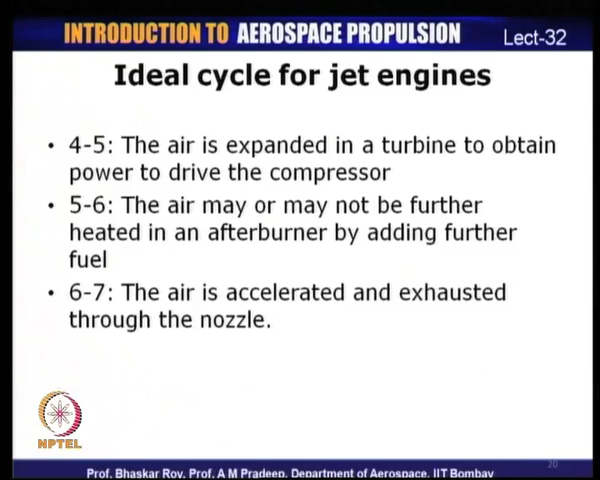 INTRODUCTION TO AEROSPACE PROPULSION
Lect-32
Ideal cycle for jet engines
• 4-5: The air is expanded in a turbine to obtain
power to drive the compressor
• 5-6: The air may or may not be further
heated in an afterburner by adding further
fuel
• 6-7: The air is accelerated and exhausted
through the nozzle.
NPTEL
20
Prof. Bhaskar Roy, Prof. A M Pradeep, Department of Aerospace, IIT Bombay